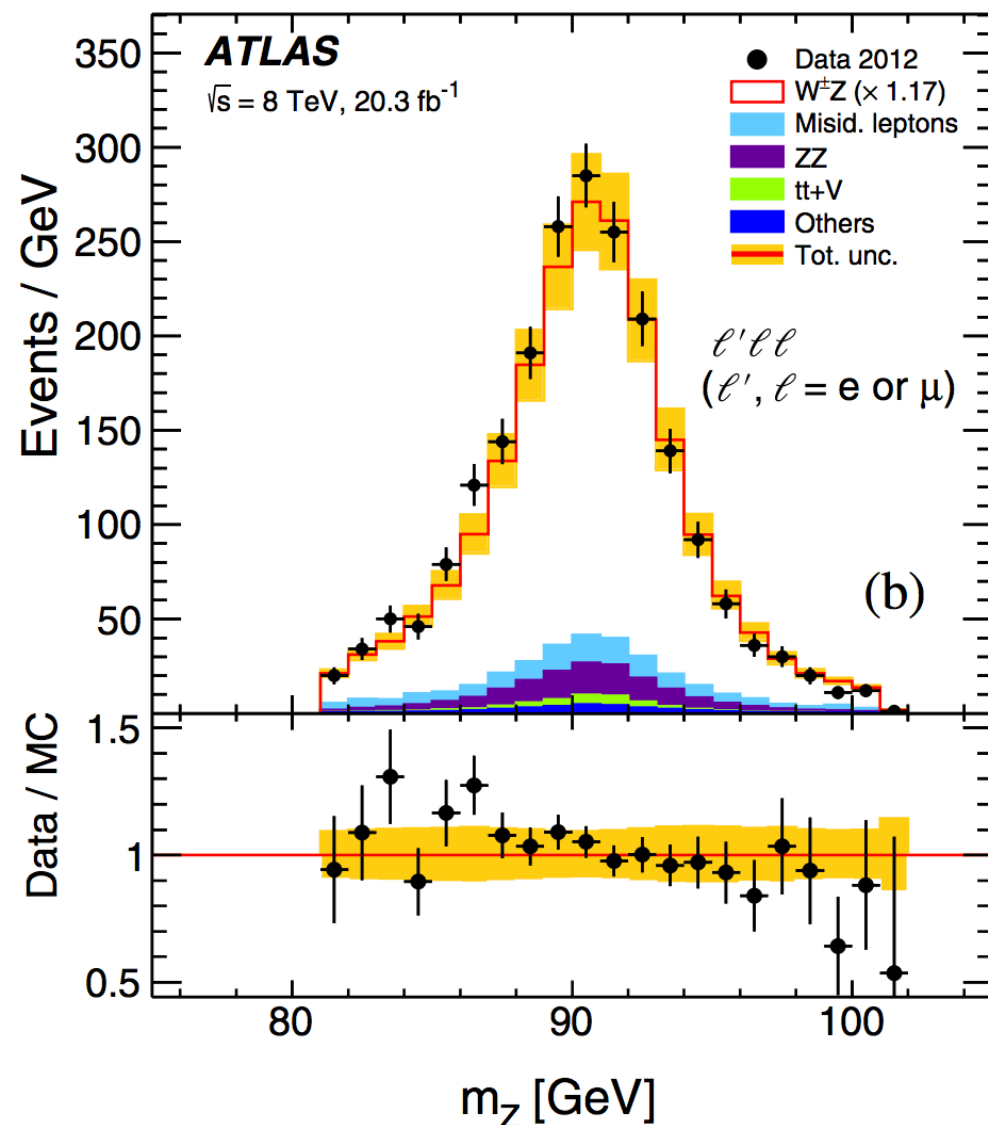 350
300
250
200
150
100
50
Events / GeV
ATLAS
√s = 8 TeV, 20.3 fb⁻¹
Data 2012
W±Z (× 1.17)
Misid. leptons
ZZ
tt+V
Others
Tot. unc.
ℓ'ℓℓ
(ℓ', ℓ = e or μ)
(b)
1.5
1
0.5
Data / MC
80 90 100
m_Z [GeV]